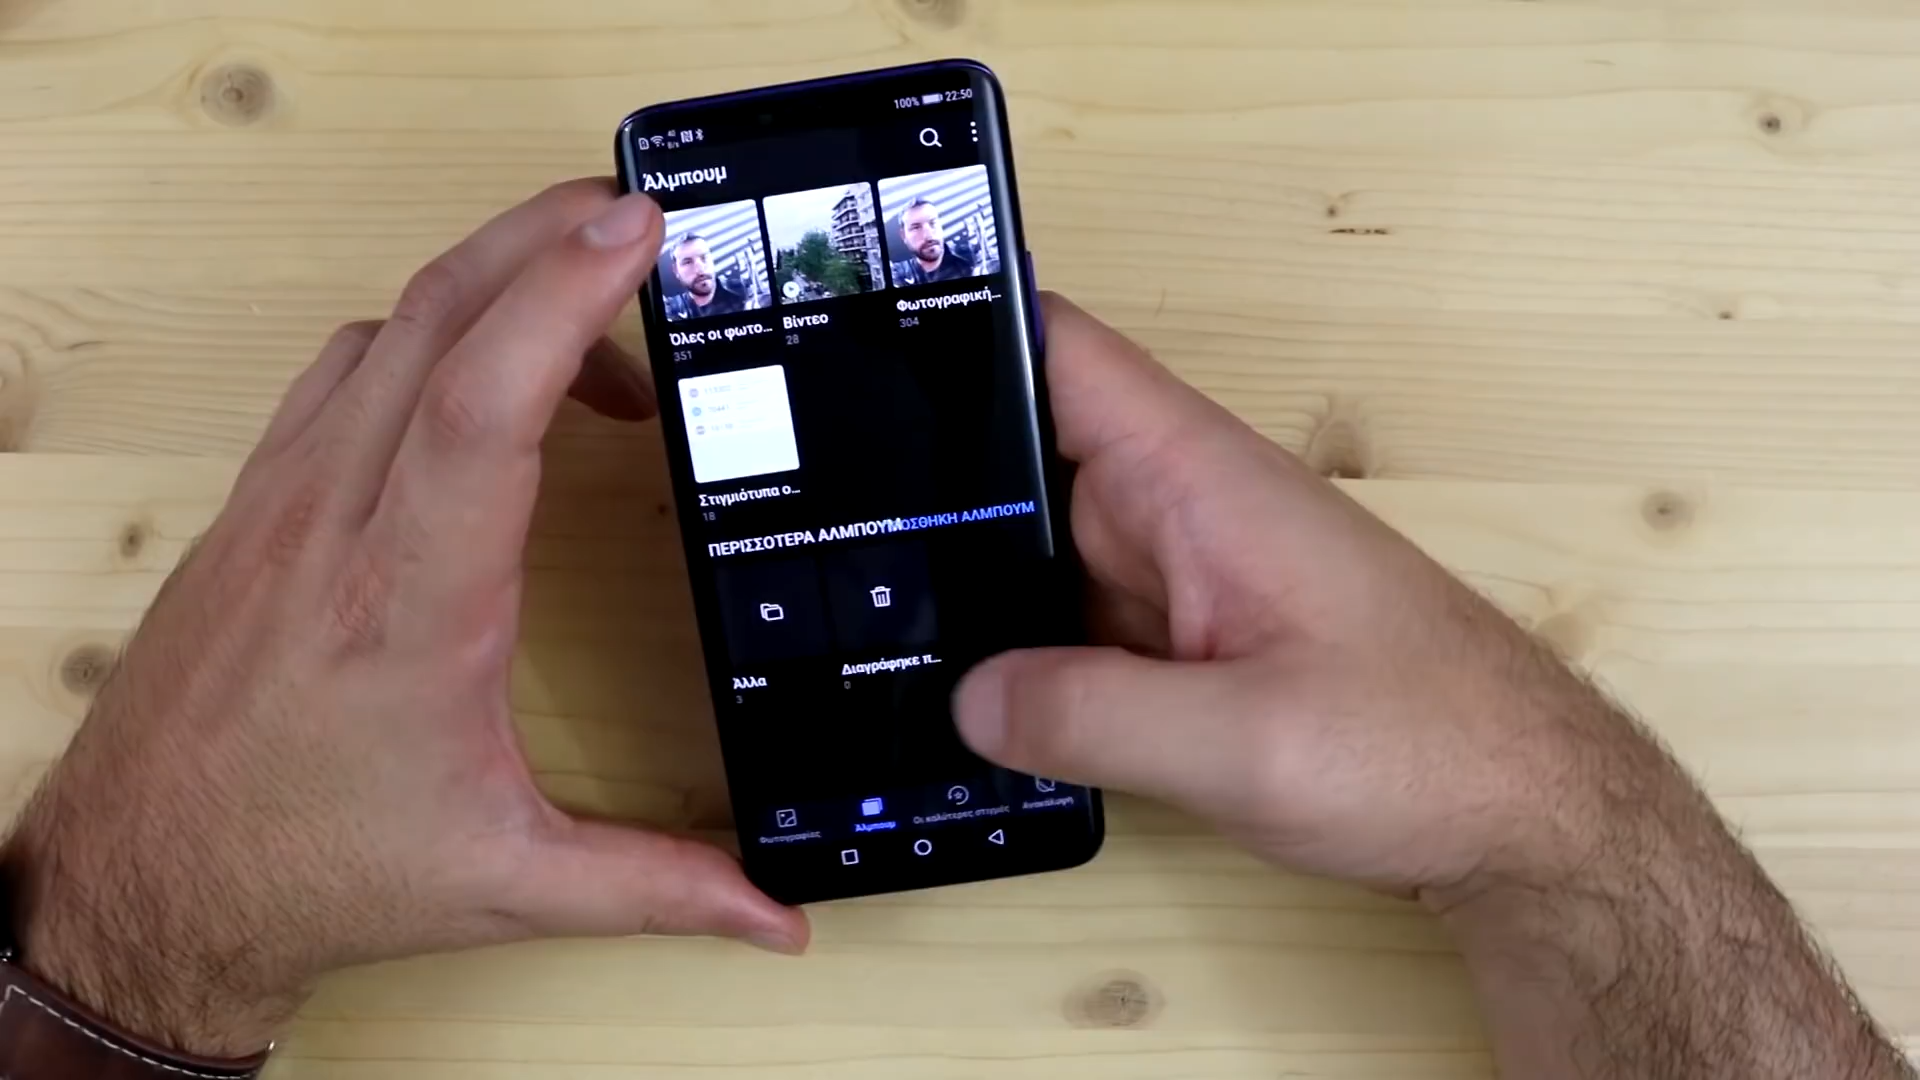 100% 22:50
Άλμπουμ
Όλες οι φωτο...
351
Βίντεο
28
Φωτογραφική...
304
Στιγμιότυπα ο...
18
ΠΕΡΙΣΣΟΤΕΡΑ ΑΛΜΠΟΥΜ
ΑΛΜΠΟΥΜ
Άλλα
3
Διαγράφηκε π...
0
Φωτογραφίες
Άλμπουμ
Οι καλύτερες στιγμές
Ανακάλυψη